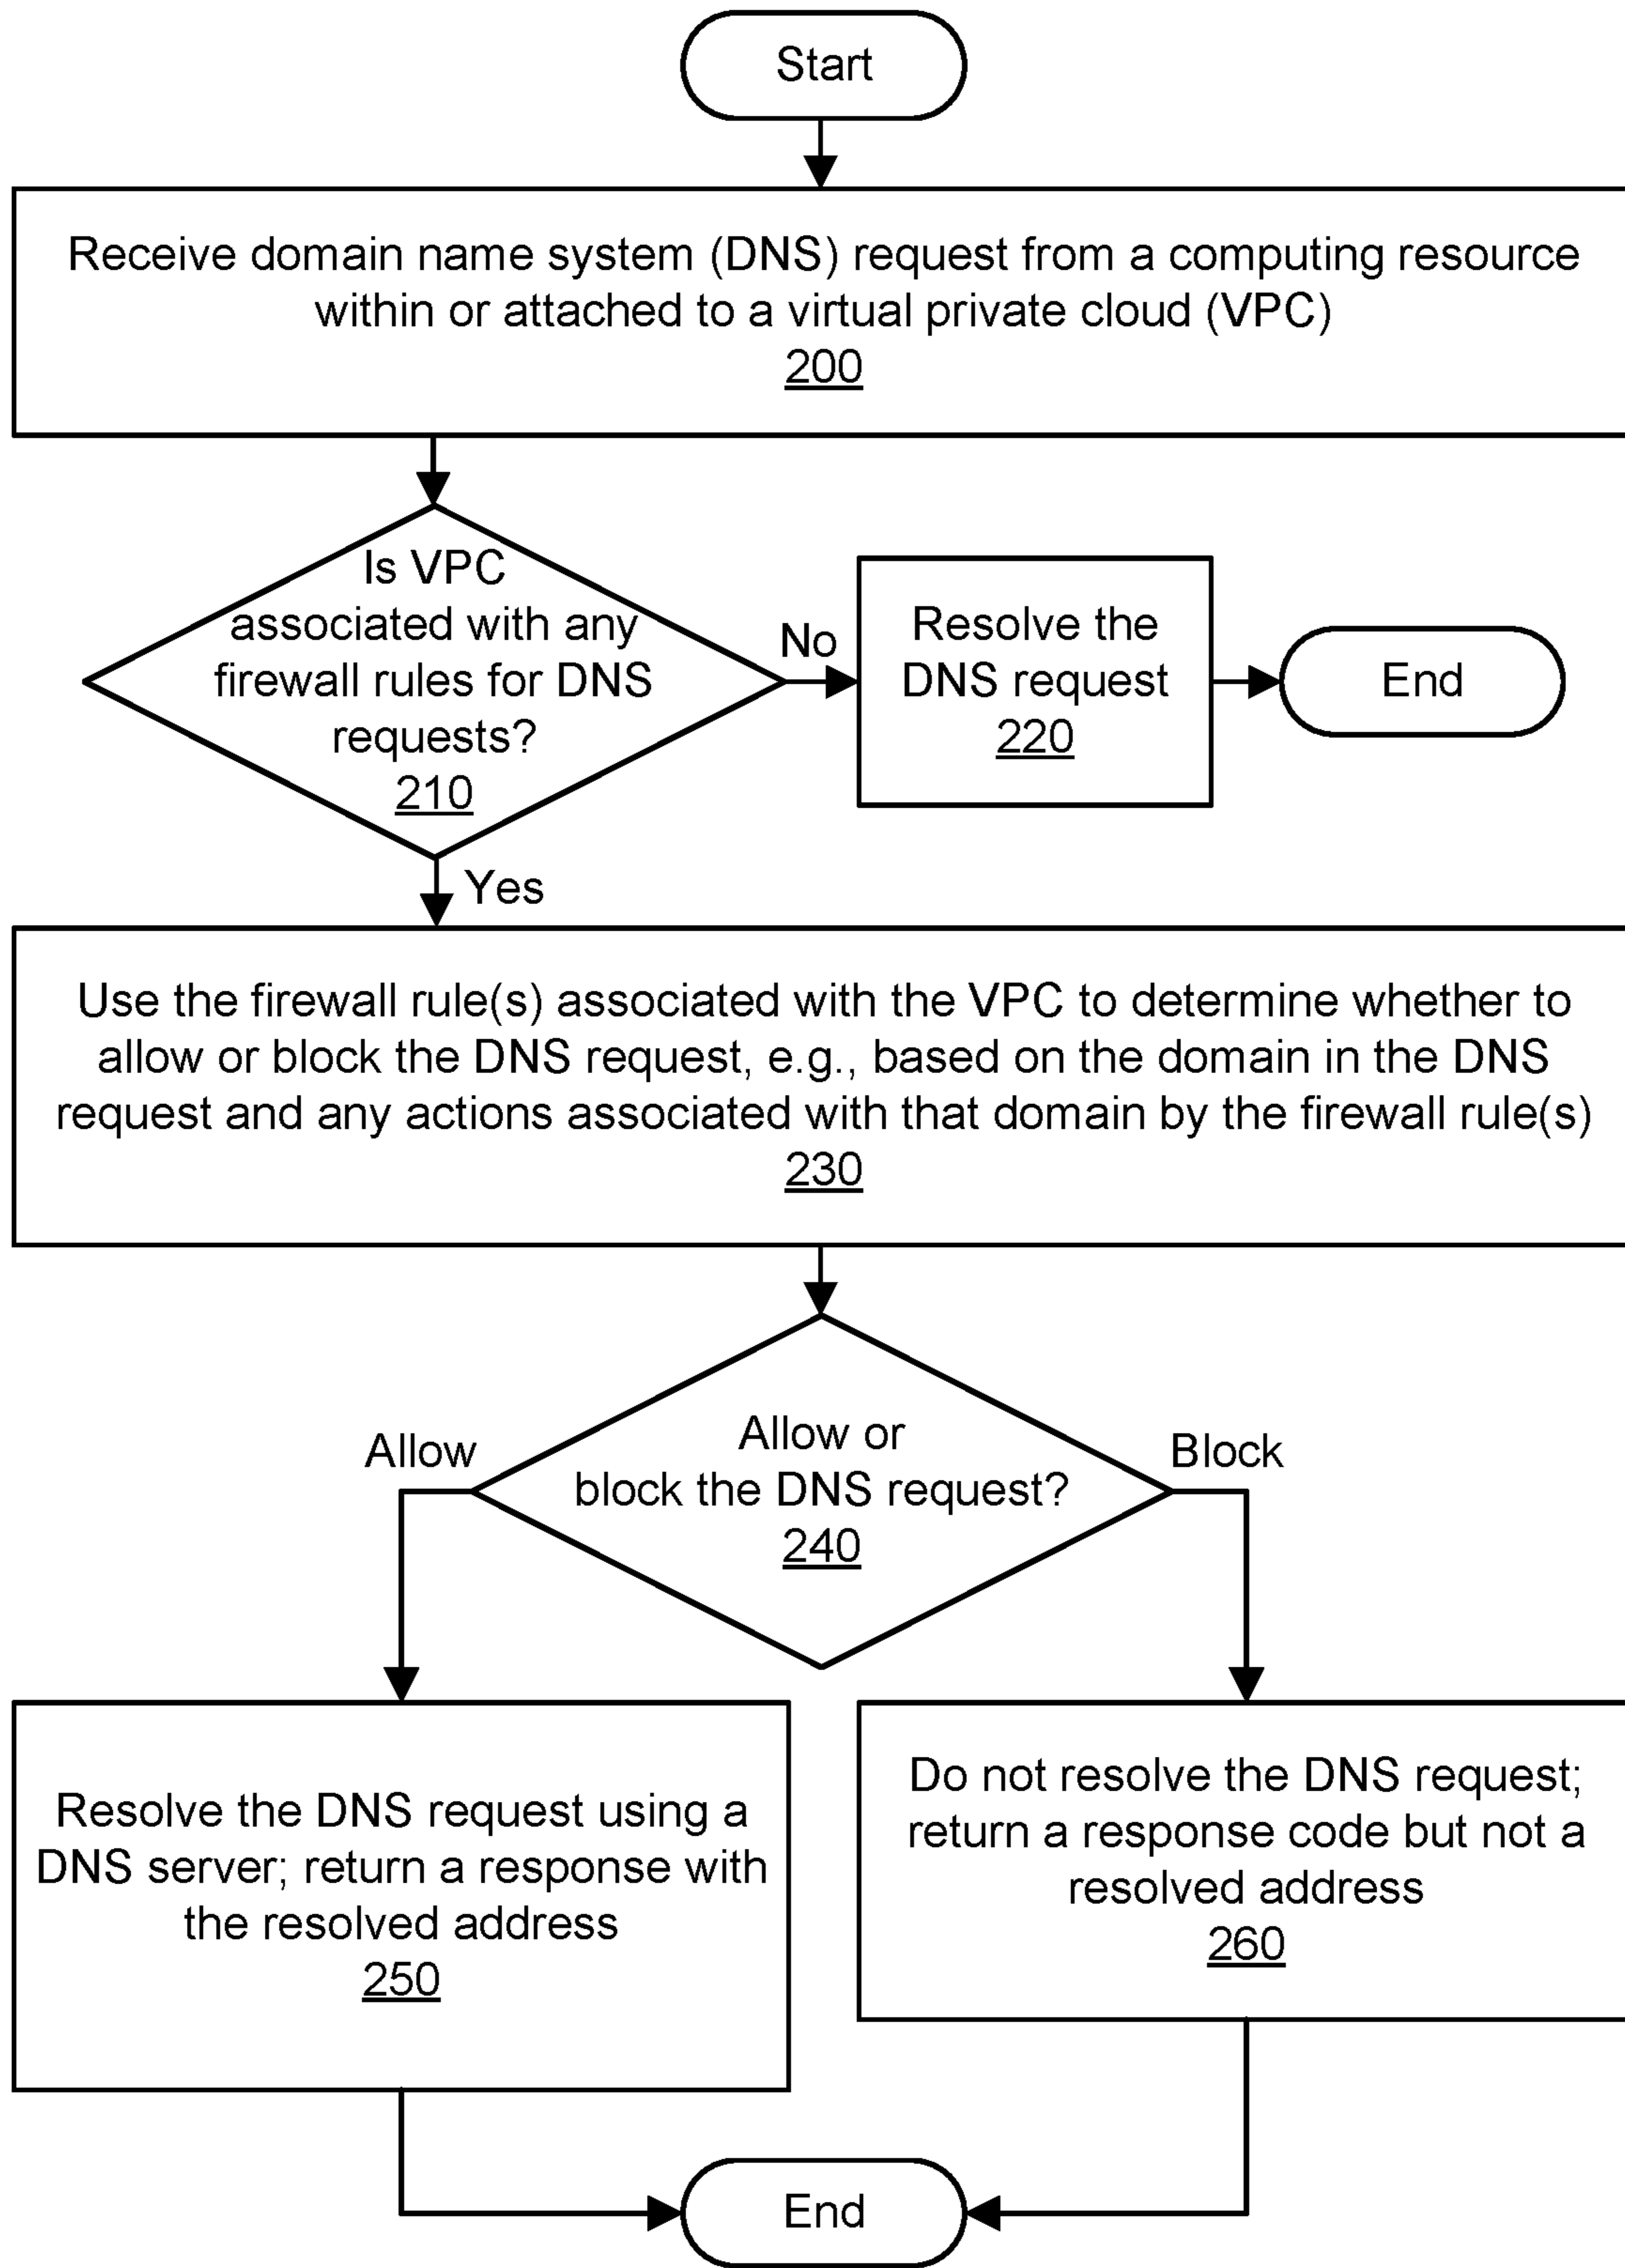 Start
Receive domain name system (DNS) request from a computing resource
within or attached to a virtual private cloud (VPC)
200
Is VPC
associated with any
firewall rules for DNS
requests?
210
No
Resolve the
DNS request
220
End
Yes
Use the firewall rule(s) associated with the VPC to determine whether to
allow or block the DNS request, e.g., based on the domain in the DNS
request and any actions associated with that domain by the firewall rule(s)
230
Allow or
block the DNS request?
240
Allow
Block
Resolve the DNS request using a
DNS server; return a response with
the resolved address
250
Do not resolve the DNS request;
return a response code but not a
resolved address
260
End